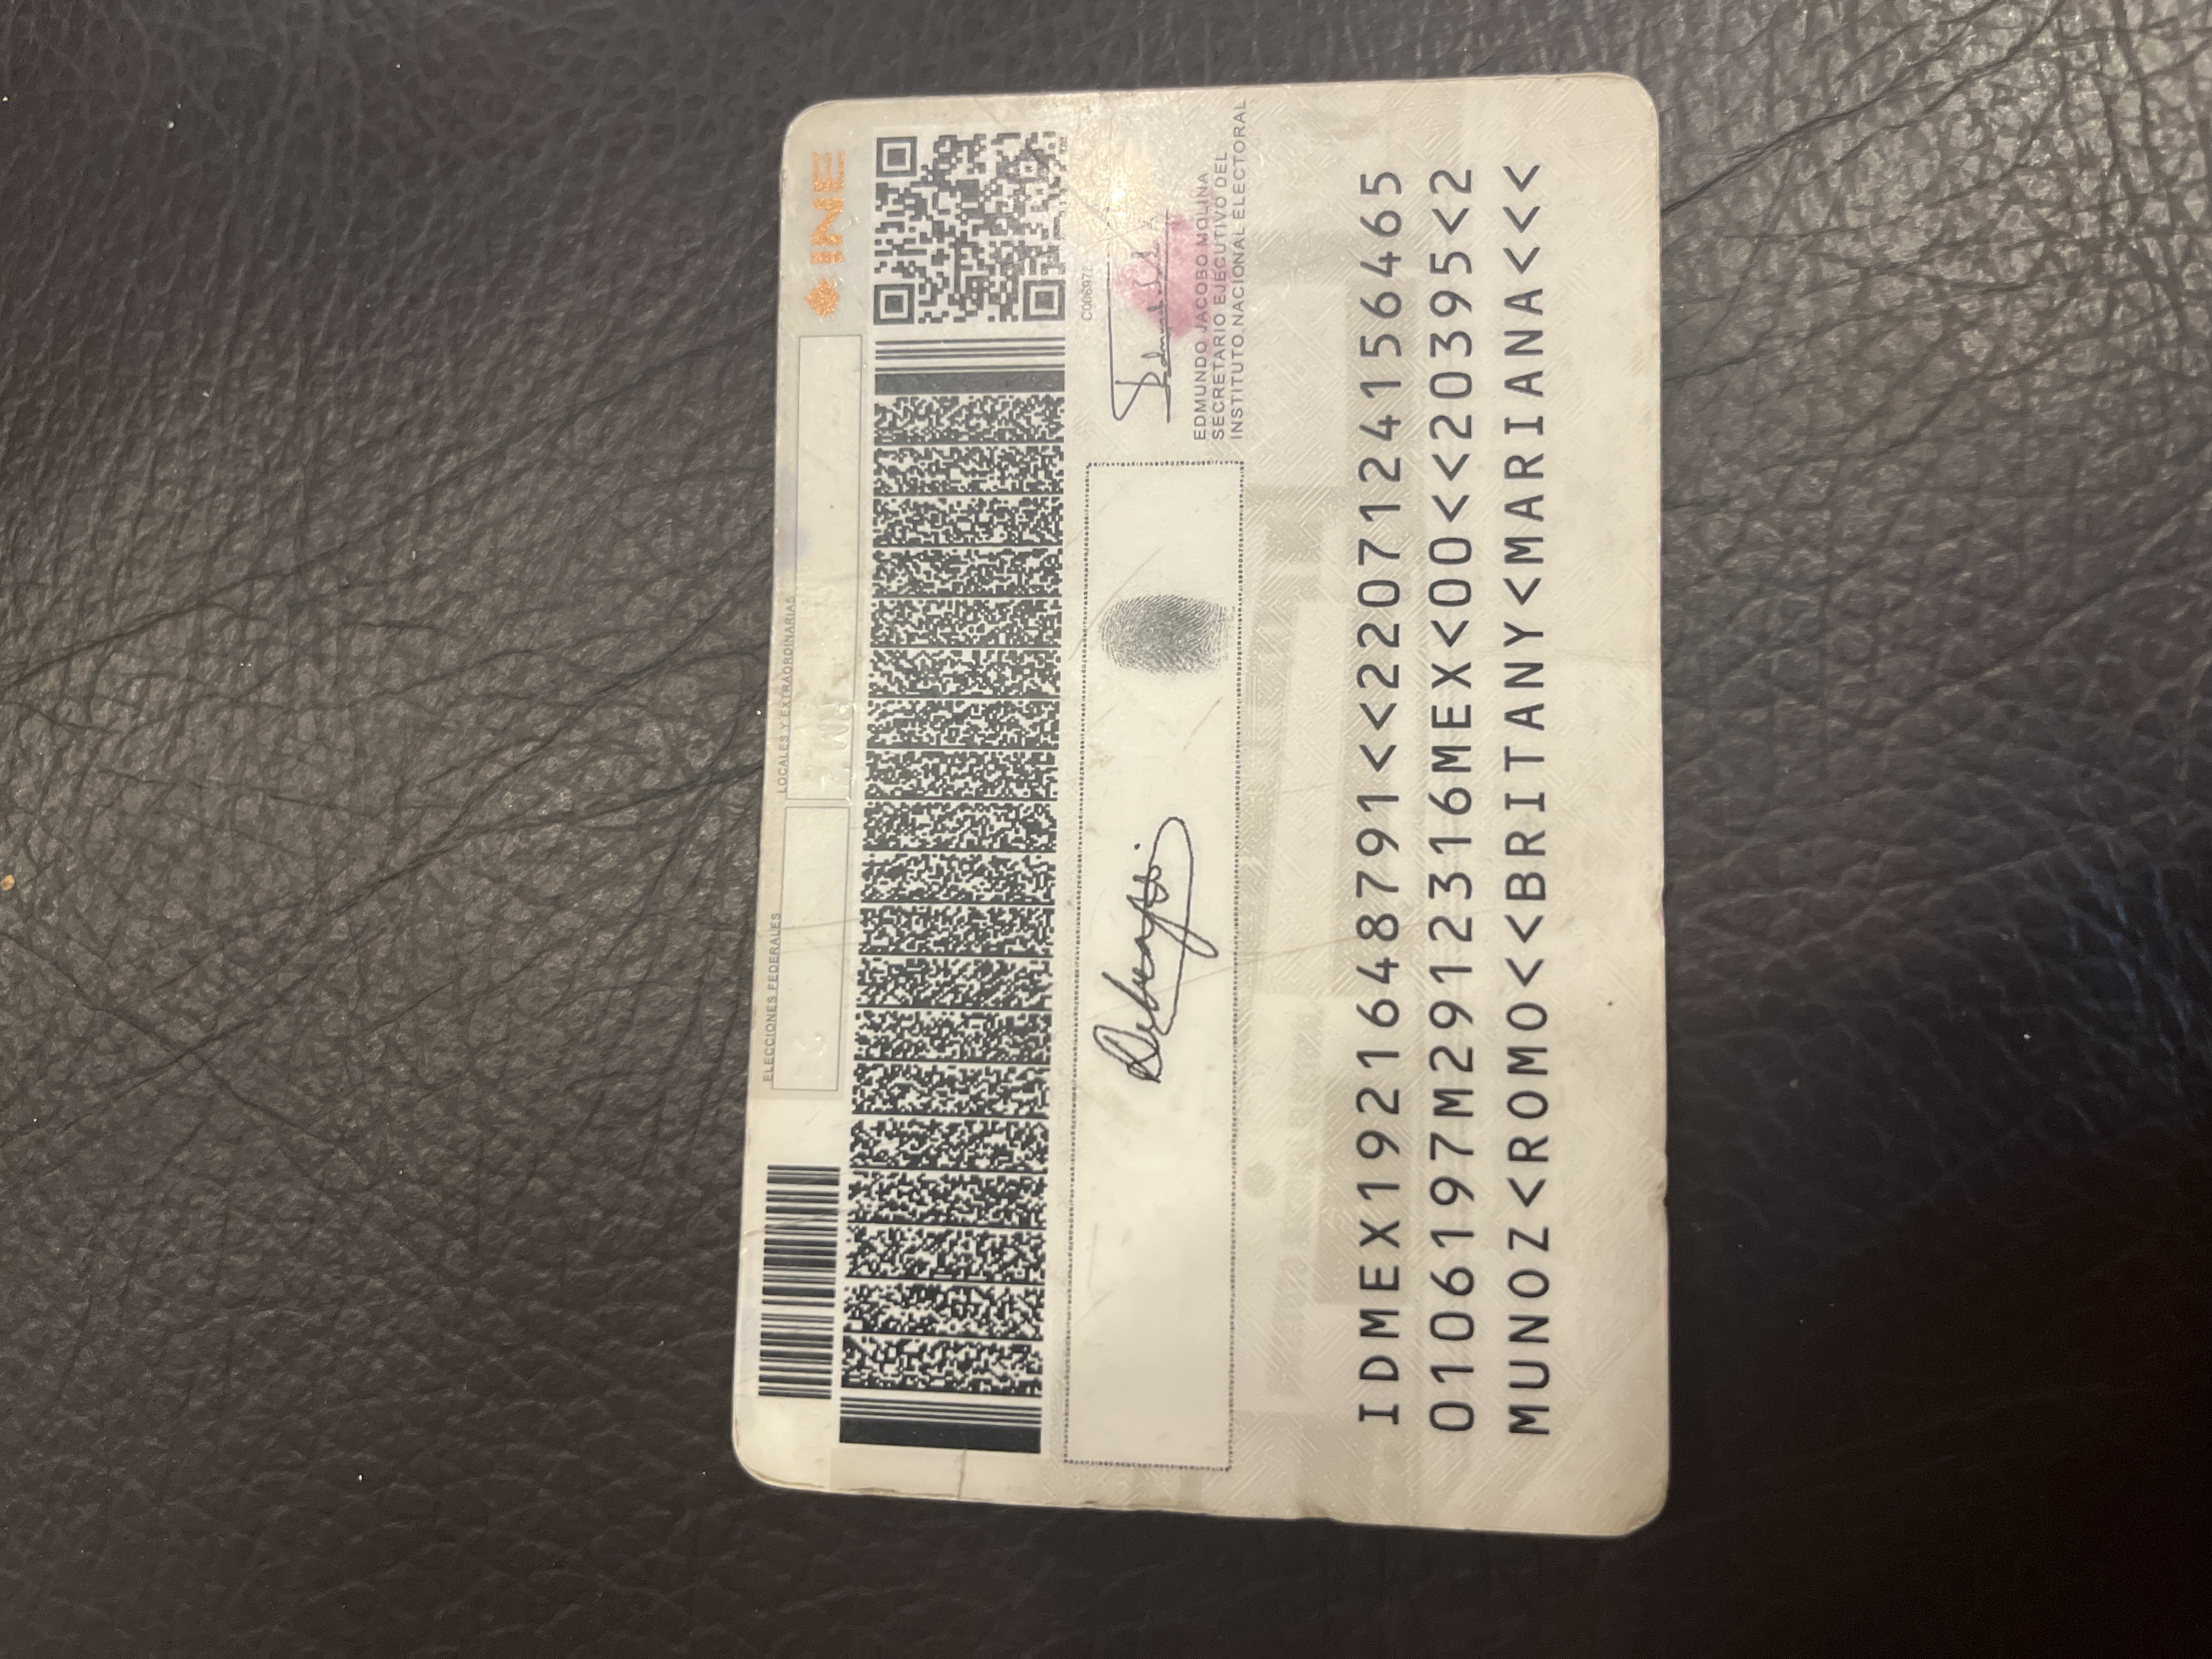 ELECCIONES FEDERALES
LOCALES Y EXTRAORDINARIAS
INE
EDMUNDO JACOBO MOLINA
SECRETARIO EJECUTIVO DEL
INSTITUTO NACIONAL ELECTORAL
IDMEX1921648791<<2207124156465
0106197M2912316MEX<00<<20395<2
MUNOZ<ROMO<<BRITANY<MARIANA<<<